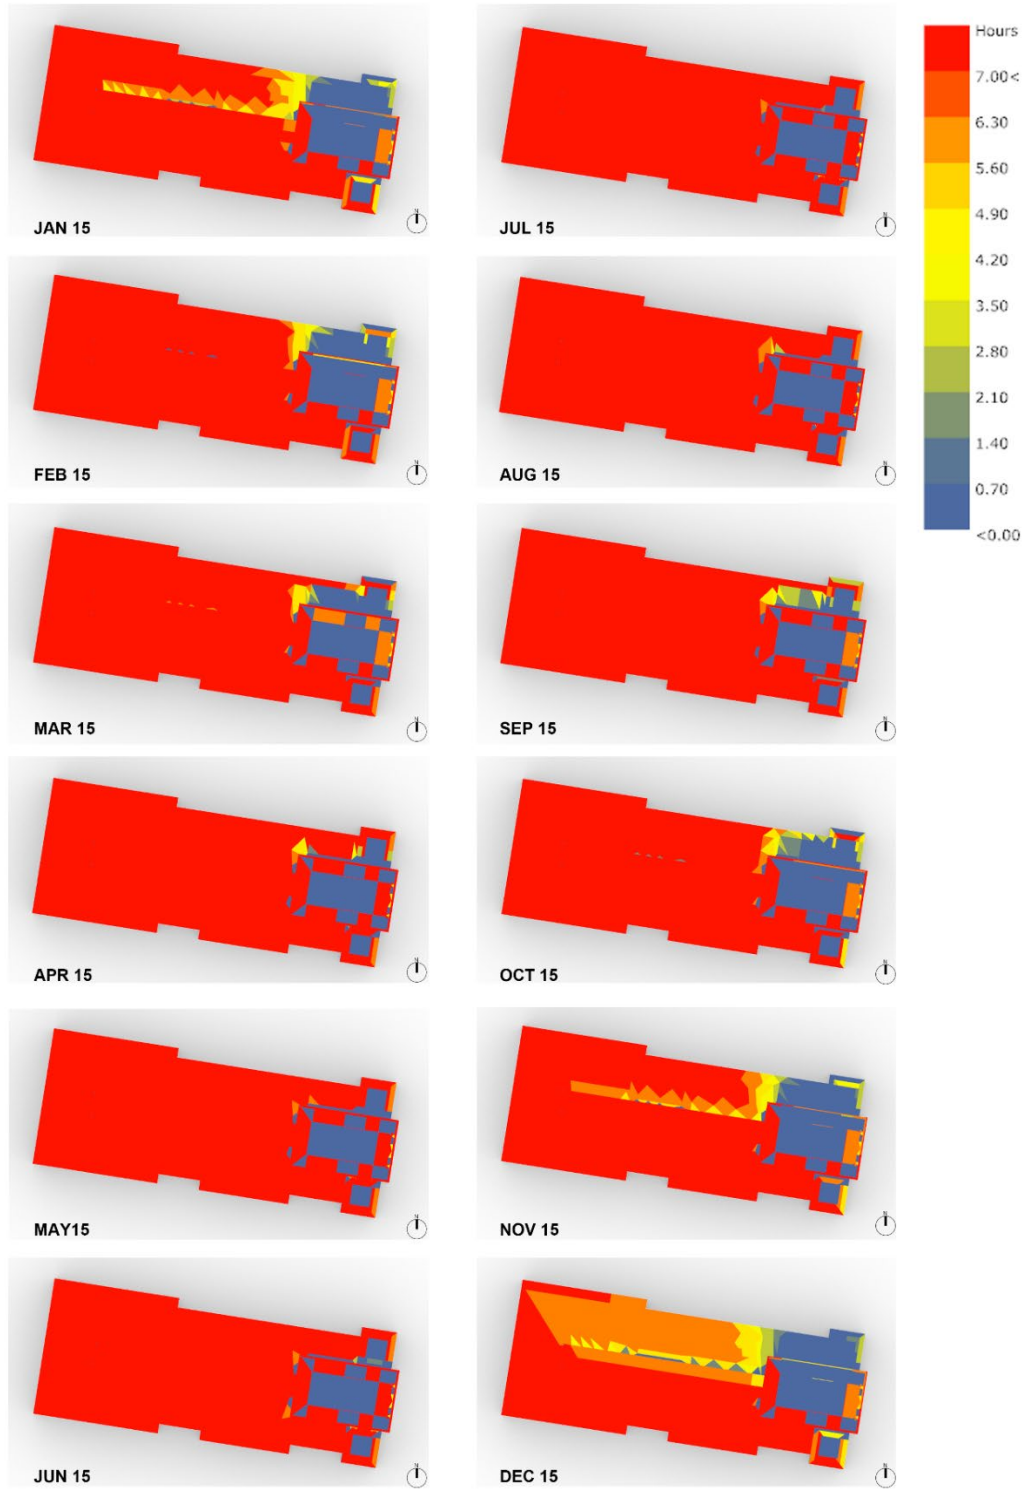 Hours
7.00<
6.30
5.60
4.90
4.20
3.50
2.80
2.10
1.40
0.70
<0.00
N
JAN 15
N
JUL 15
N
FEB 15
N
AUG 15
N
MAR 15
N
SEP 15
N
APR 15
N
OCT 15
N
MAY15
N
NOV 15
N
JUN 15
N
DEC 15